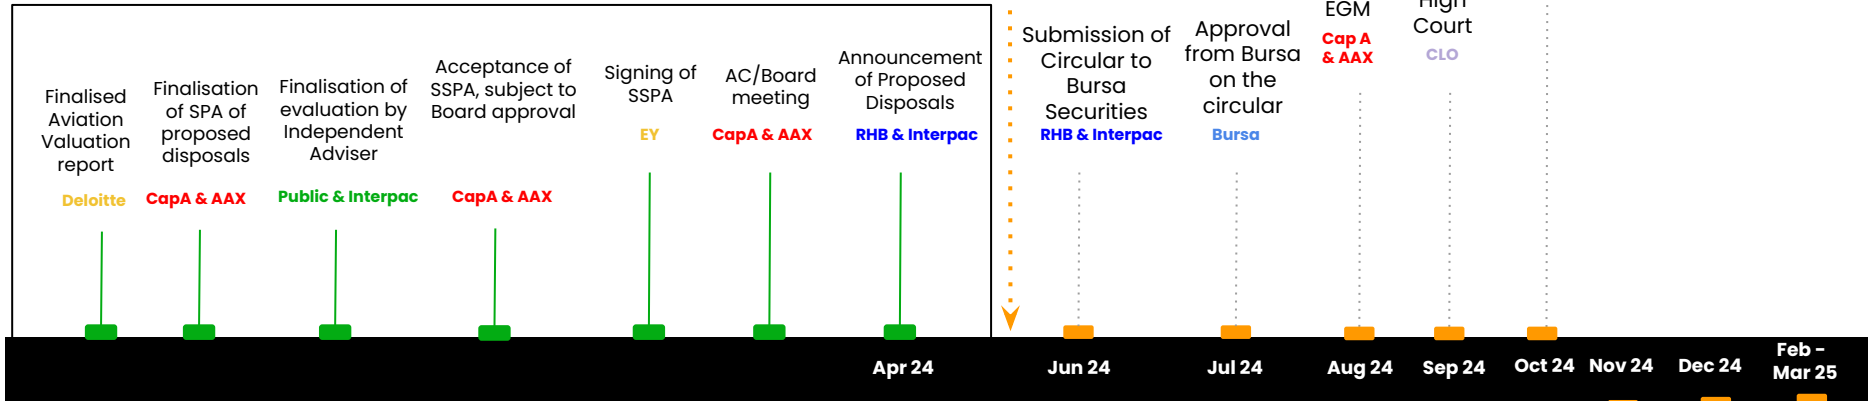 Finalised
Aviation
Valuation
report
Deloitte
Finalisation
of SPA of
proposed
disposals
CapA & AAX
Finalisation of
evaluation by
Independent
Adviser
Public & Interpac
Acceptance of
SSPA, subject to
Board approval
CapA & AAX
Signing of
SSPA
EY
AC/Board
meeting
CapA & AAX
Announcement
of Proposed
Disposals
RHB & Interpac
Submission of
Circular to
Bursa
Securities
RHB & Interpac
Approval
from Bursa
on the
circular
Bursa
EGM
Cap A
& AAX
High
Court
CLO
Apr 24
Jun 24
Jul 24
Aug 24
Sep 24
Oct 24
Nov 24
Dec 24
Feb -
Mar 25